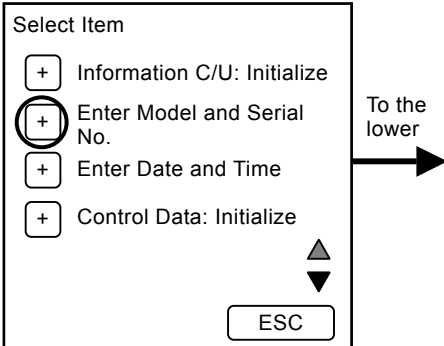 Select Item
+ Information C/U: Initialize
+ Enter Model and Serial
No.
+ Enter Date and Time
+ Control Data: Initialize
ESC
To the
lower